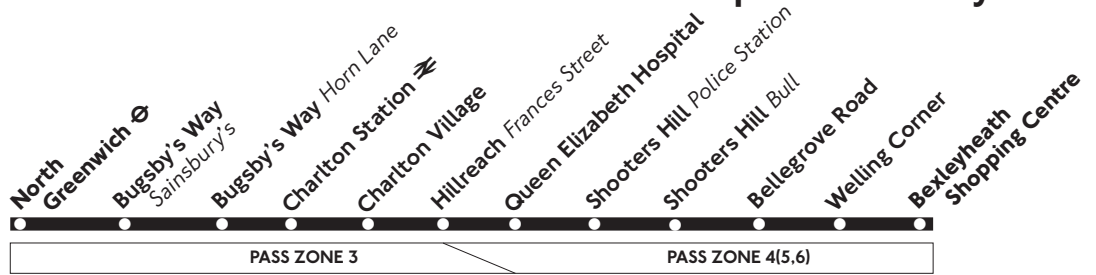 North
Greenwich
Bugsby's Way
Sainsbury's
Bugsby's Way Horn Lane
Charlton Station
Charlton Village
Hillreach Frances Street
Queen Elizabeth Hospital
Shooters Hill Police Station
Shooters Hill Bull
Bellegrove Road
Welling Corner
Bexleyheath
Shopping Centre
PASS ZONE 3
PASS ZONE 4(5,6)